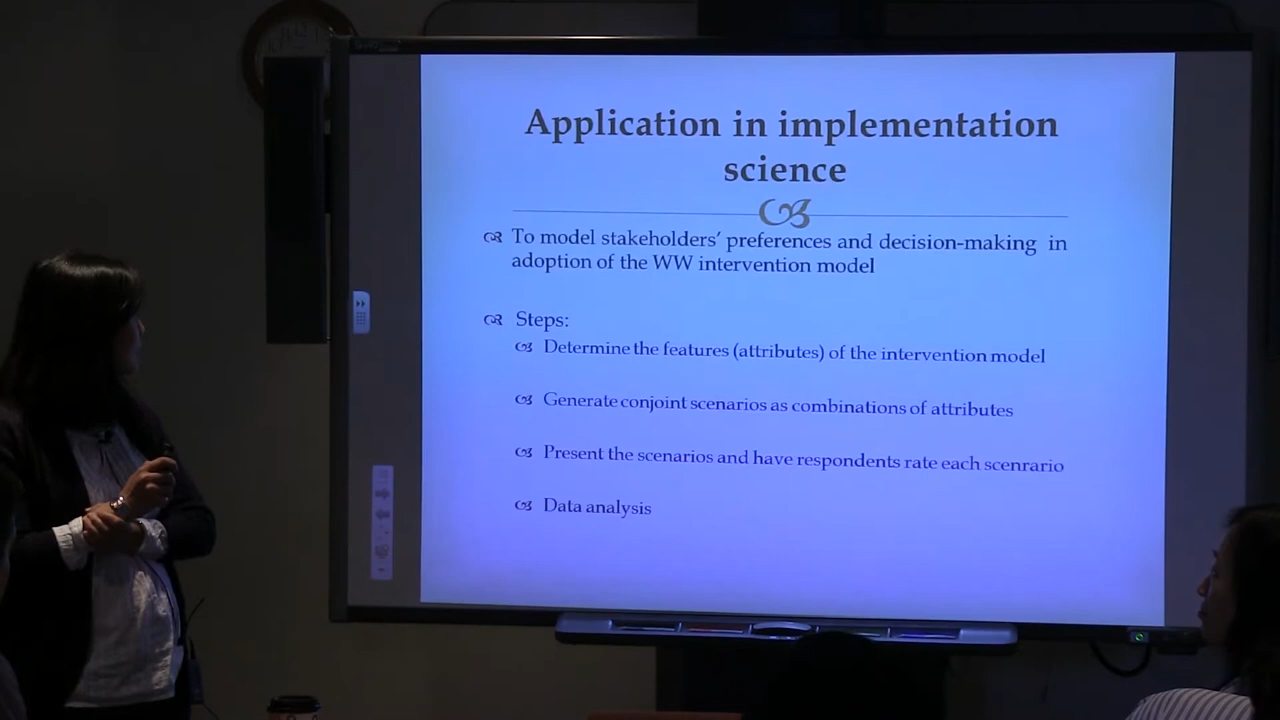 Application in implementation
science
To model stakeholders' preferences and decision-making in
adoption of the WW intervention model
Steps:
Determine the features (attributes) of the intervention model
Generate conjoint scenarios as combinations of attributes
Present the scenarios and have respondents rate each scenrario
Data analysis